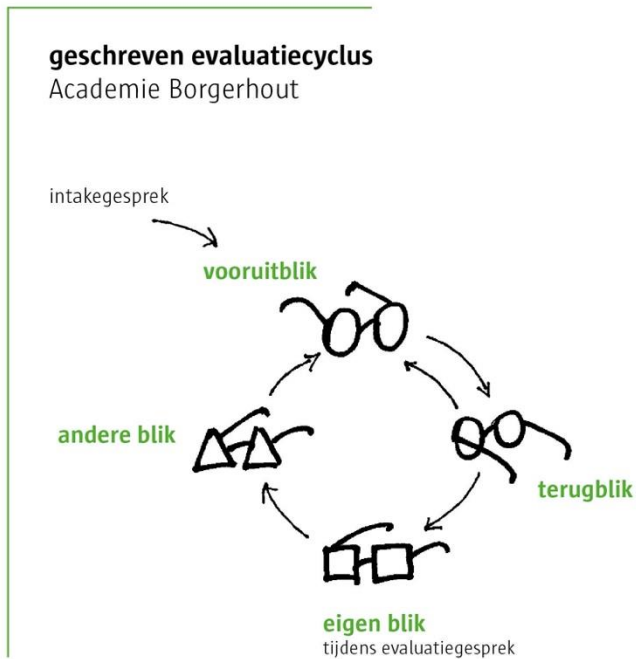 geschreven evaluatiecyclus
Academie Borgerhout
intakegesprek
vooruitblik
andere blik
terugblik
eigen blik
tijdens evaluatiegesprek